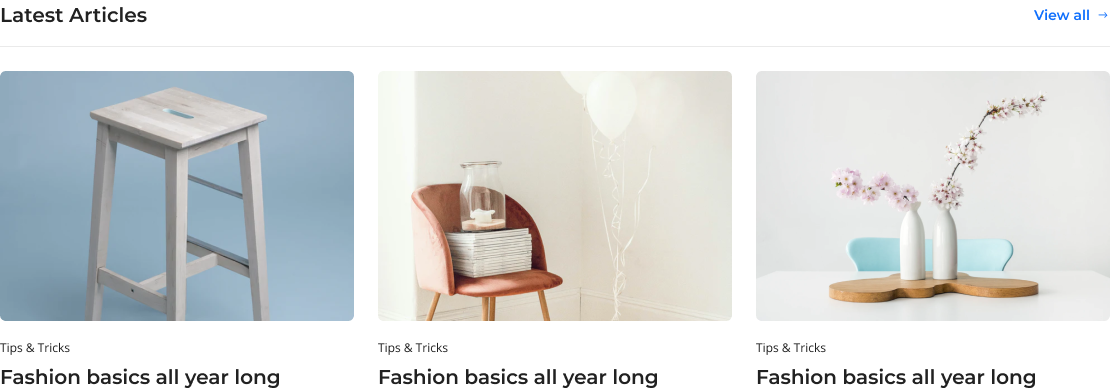 Latest Articles
View all →
Tips & Tricks
Fashion basics all year long
Tips & Tricks
Fashion basics all year long
Tips & Tricks
Fashion basics all year long